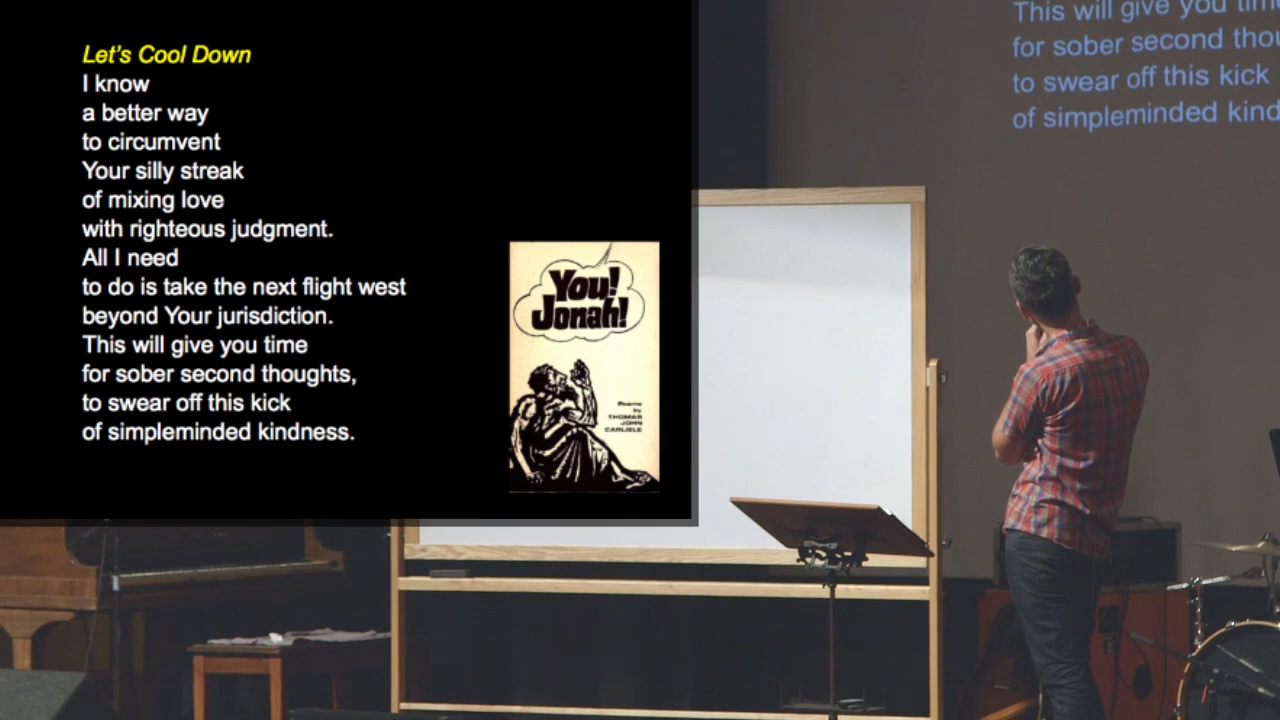 Let's Cool Down
I know
a better way
to circumvent
Your silly streak
of mixing love
with righteous judgment.
All I need
to do is take the next flight west
beyond Your jurisdiction.
This will give you time
for sober second thoughts,
to swear off this kick
of simpleminded kindness.
You!
Jonah!
Poems
by
THOMAS
JOHN
CARLISLE
This will give you
for sober second
to swear off this kick
of simpleminded